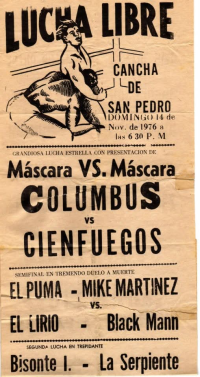 LUCHA LIBRE
CANCHA
DE
SAN PEDRO
DOMINGO 14 de
Nov. de 1976 a
las 6 30 P. M
GRANDIOSA LUCHA ESTRELLA CON PRESENTACION DE
Máscara VS. Máscara
COLUMBUS
VS
CIENFUEGOS
SEMIFINAL EN TREMENDO DUELO A MUERTE
EL PUMA - MIKE MARTINEZ
VS.
EL LIRIO - Black Mann
SEGUNDA LUCHA EN TREPIDANTE
Bisonte I. - La Serpiente